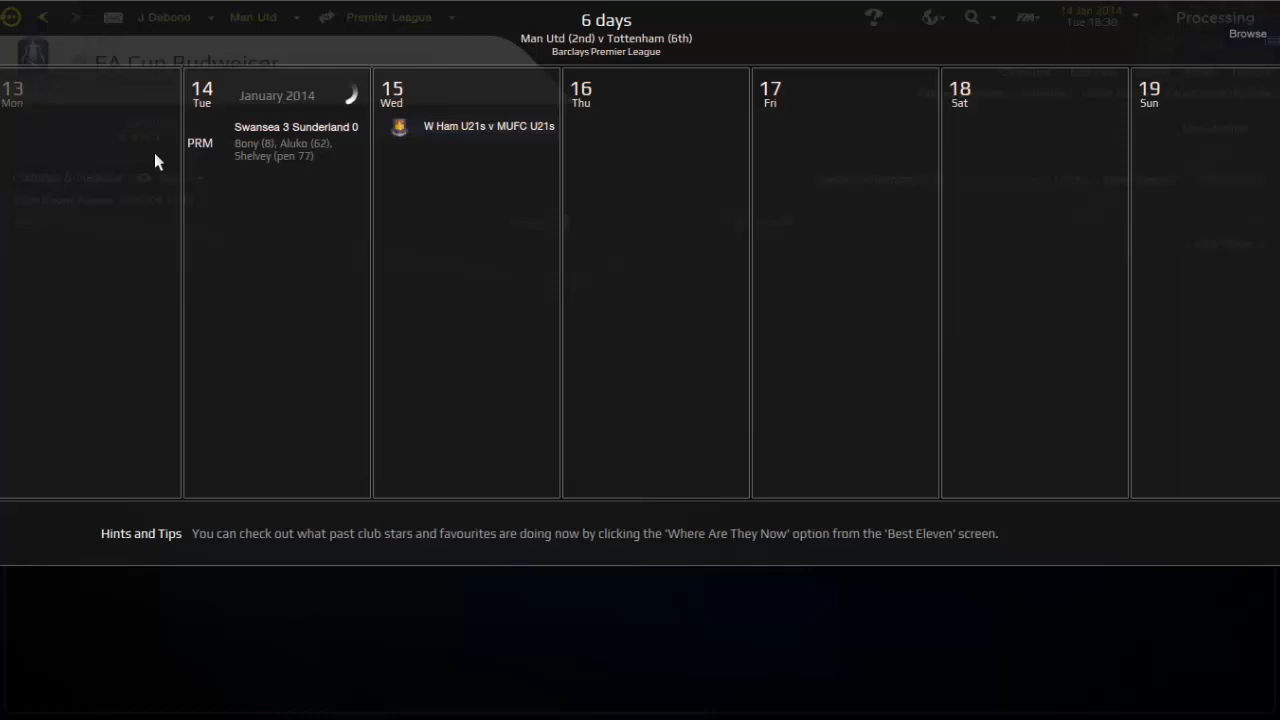 J Debono
Man Utd
Premier League
6 days
Man Utd (2nd) v Tottenham (6th)
Barclays Premier League
14 Jan 2014
Tue 18:30
Processing
Browse
FA Cup Budweiser
13
Mon
14
Tue
January 2014
15
Wed
16
Thu
17
Fri
18
Sat
19
Sun
PRM
Swansea 3 Sunderland 0
Bony (8), Aluko (62),
Shelvey (pen 77)
W Ham U21s v MUFC U21s
Hints and Tips You can check out what past club stars and favourites are doing now by clicking the 'Where Are They Now' option from the 'Best Eleven' screen.